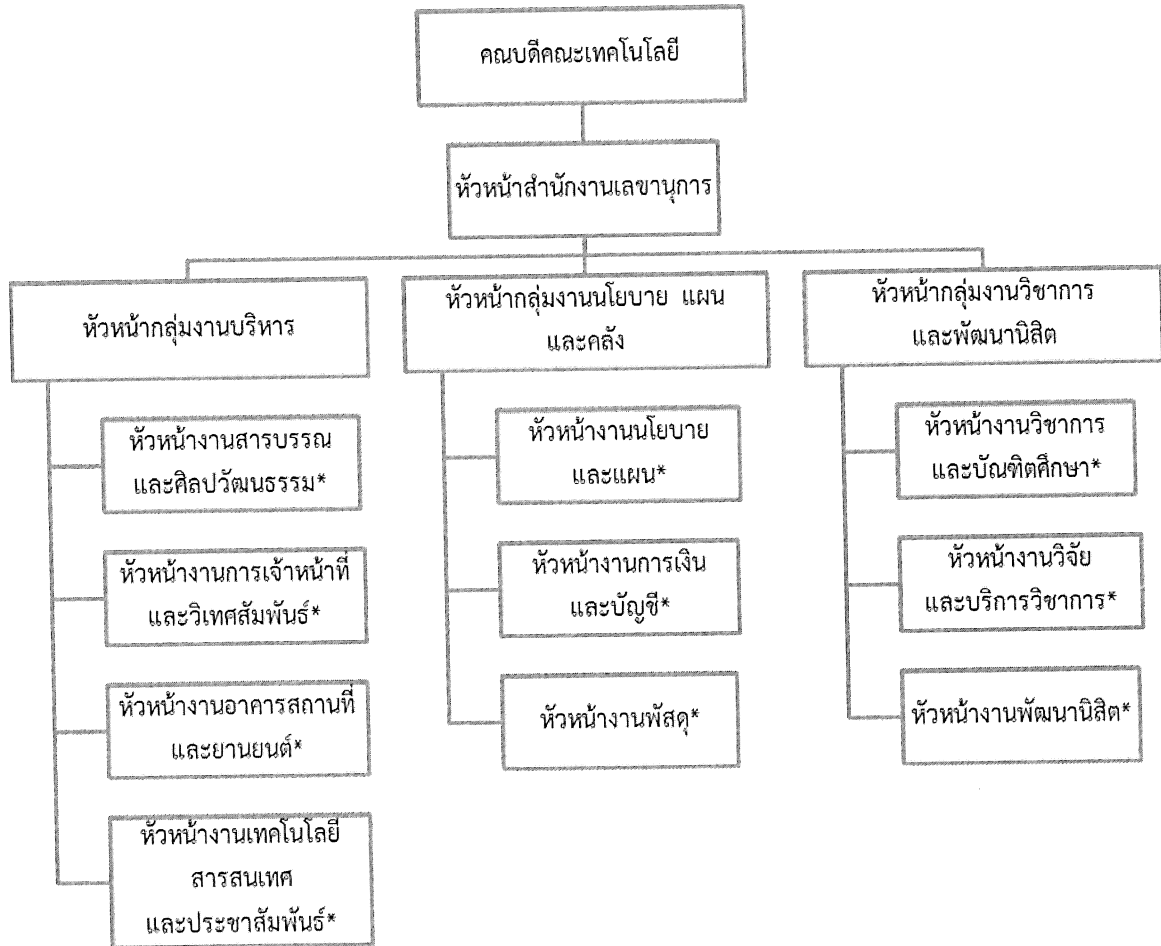 คณบดีคณะเทคโนโลยี
หัวหน้าสำนักงานเลขานุการ
หัวหน้ากลุ่มงานบริหาร
หัวหน้างานสารบรรณ
และศิลปวัฒนธรรม*
หัวหน้างานการเจ้าหน้าที่
และวิเทศสัมพันธ์*
หัวหน้างานอาคารสถานที่
และยานยนต์*
หัวหน้างานเทคโนโลยี
สารสนเทศ
และประชาสัมพันธ์*
หัวหน้ากลุ่มงานนโยบาย แผน
และคลัง
หัวหน้างานนโยบาย
และแผน*
หัวหน้างานการเงิน
และบัญชี*
หัวหน้างานพัสดุ*
หัวหน้ากลุ่มงานวิชาการ
และพัฒนานิสิต
หัวหน้างานวิชาการ
และบัณฑิตศึกษา*
หัวหน้างานวิจัย
และบริการวิชาการ*
หัวหน้างานพัฒนานิสิต*